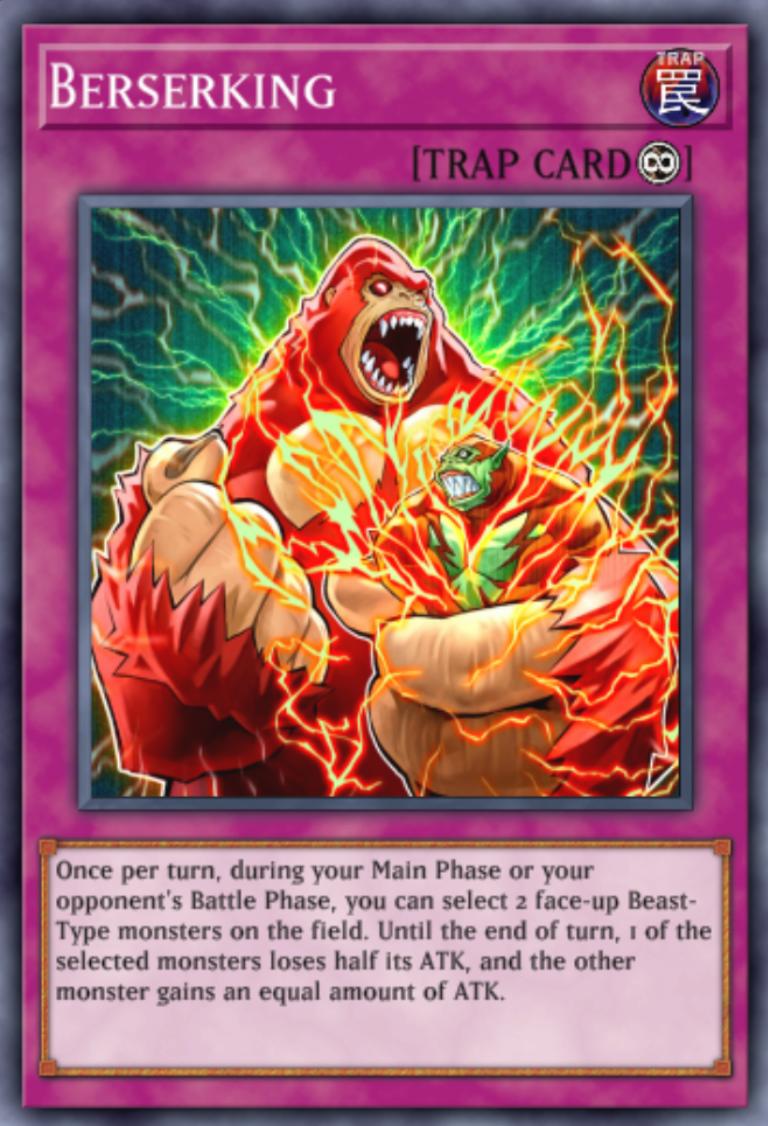 BERSERKING
TRAP
罠
[TRAP CARD]
Once per turn, during your Main Phase or your
opponent's Battle Phase, you can select 2 face-up Beast-
Type monsters on the field. Until the end of turn, 1 of the
selected monsters loses half its ATK, and the other
monster gains an equal amount of ATK.